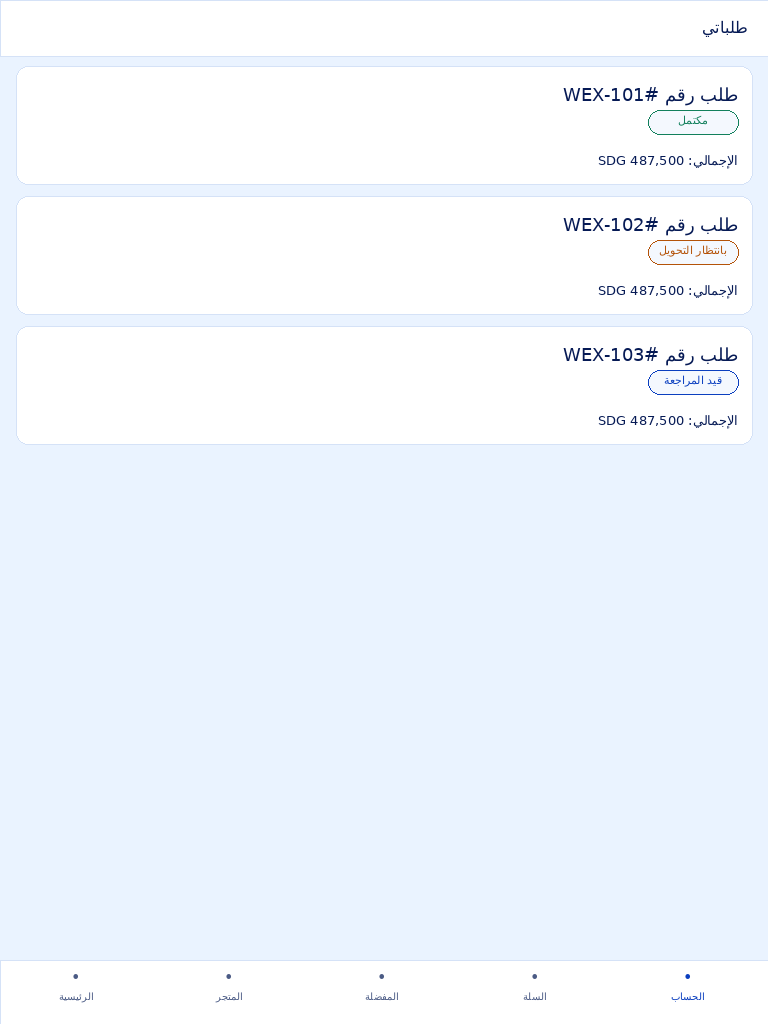 طلباتي
طلب رقم #WEX-101
مكتمل
الإجمالي: 487,500 SDG
طلب رقم #WEX-102
بانتظار التحويل
الإجمالي: 487,500 SDG
طلب رقم #WEX-103
قيد المراجعة
الإجمالي: 487,500 SDG
الحساب
السلة
المفضلة
المتجر
الرئيسية